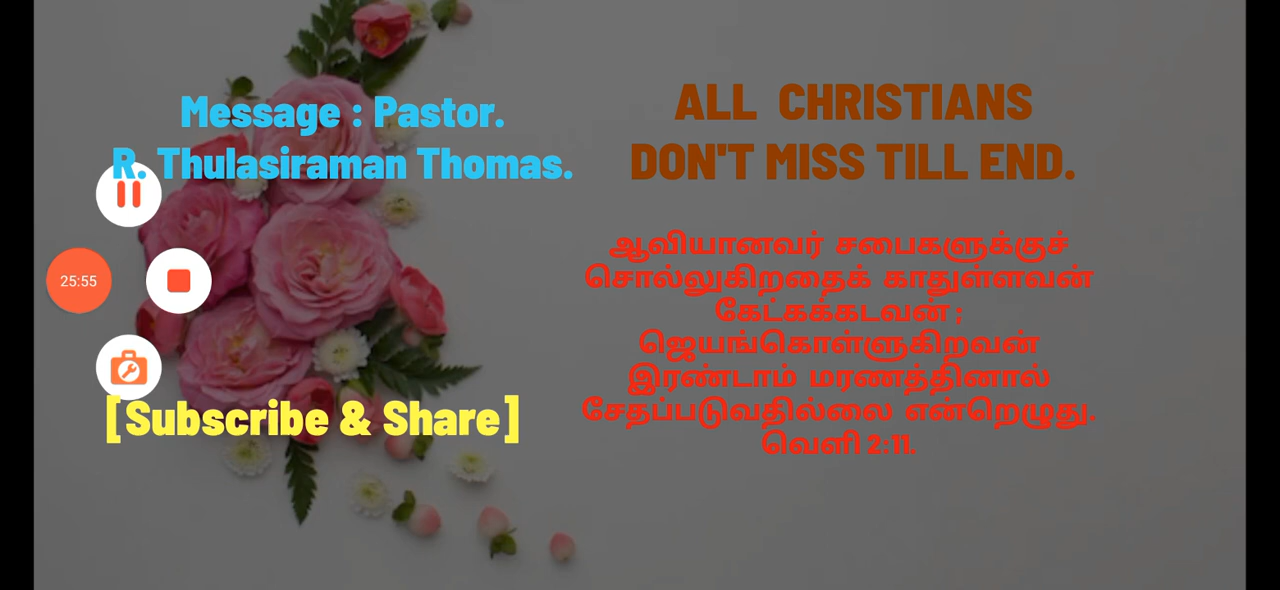 Message : Pastor.
R. Thulasiraman Thomas.
25:55
[Subscribe & Share]
ALL CHRISTIANS
DON'T MISS TILL END.
ஆவியானவர் சபைகளுக்குச்
சொல்லுகிறதைக் காதுள்ளவன்
கேட்கக்கடவன் ;
ஜெயங்கொள்ளுகிறவன்
இரண்டாம் மரணத்தினால்
சேதப்படுவதில்லை என்றெழுது.
வெளி 2:11.